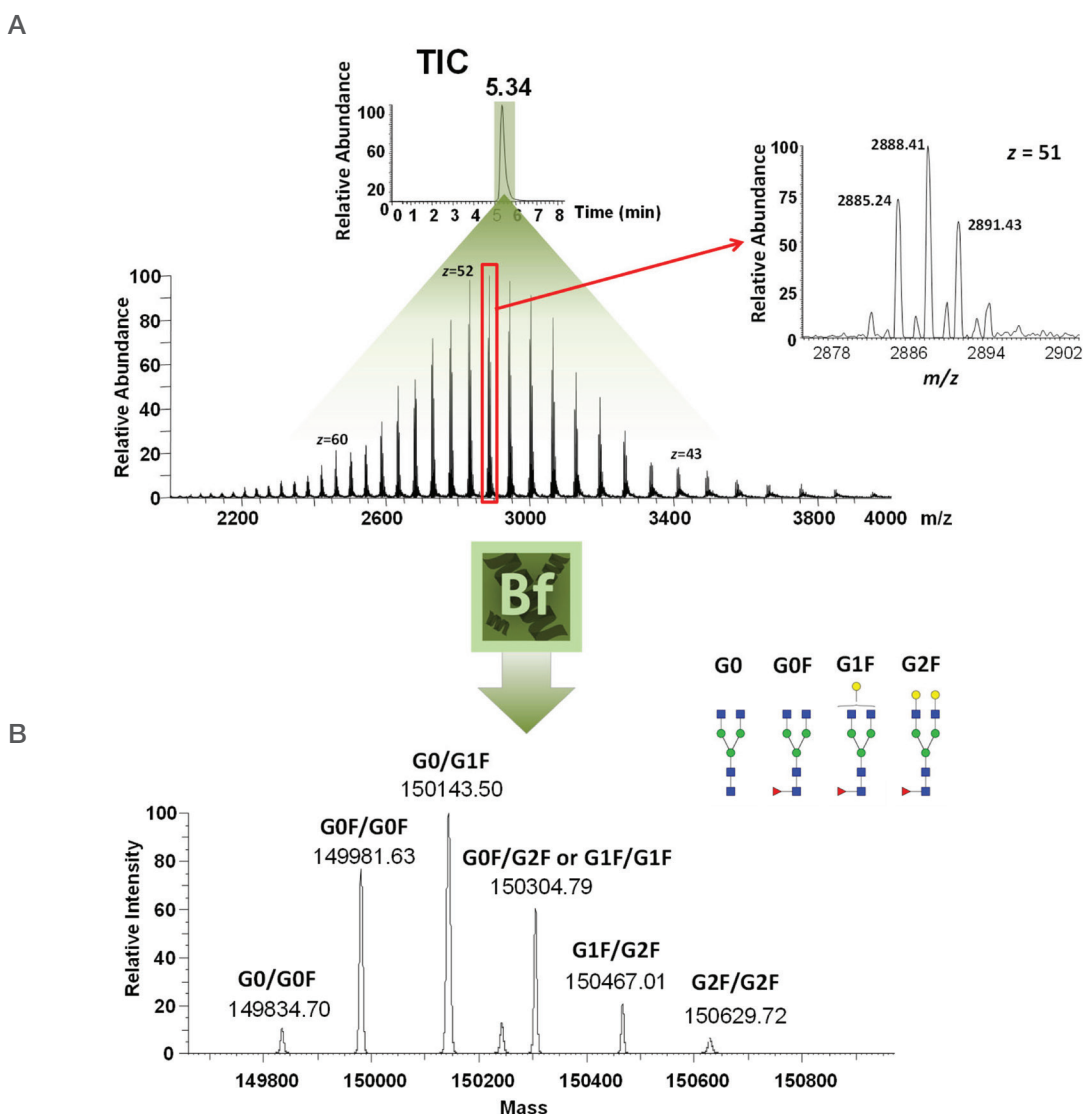 A
TIC
5.34
Relative Abundance
100
60
20
0
0 1 2 3 4 5 6 7 8 Time (min)
z = 51
Relative Abundance
100
75
50
25
0
2888.41
2885.24
2891.43
2878 2886 2894 2902
m/z
Relative Abundance
100
80
60
40
20
0
z=52
z=60
z=43
2200 2600 3000 3400 3800 4000 m/z
Bf
G0 G0F G1F G2F
B
G0/G1F
150143.50
G0F/G0F
149981.63
G0F/G2F or G1F/G1F
150304.79
G1F/G2F
150467.01
G0/G0F
149834.70
G2F/G2F
150629.72
Relative Intensity
100
80
60
40
20
0
149800 150000 150200 150400 150600 150800
Mass